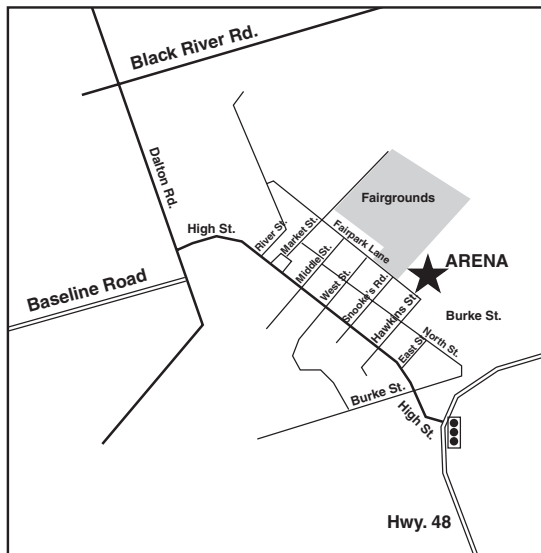 Black River Rd.
Dalton Rd.
Fairgrounds
High St.
River St.
Market St.
Fairpark Lane
Middle St.
ARENA
Baseline Road
West St.
Snooke's Rd.
Hawkins St
Burke St.
North St.
East St
Burke St.
High St.
Hwy. 48